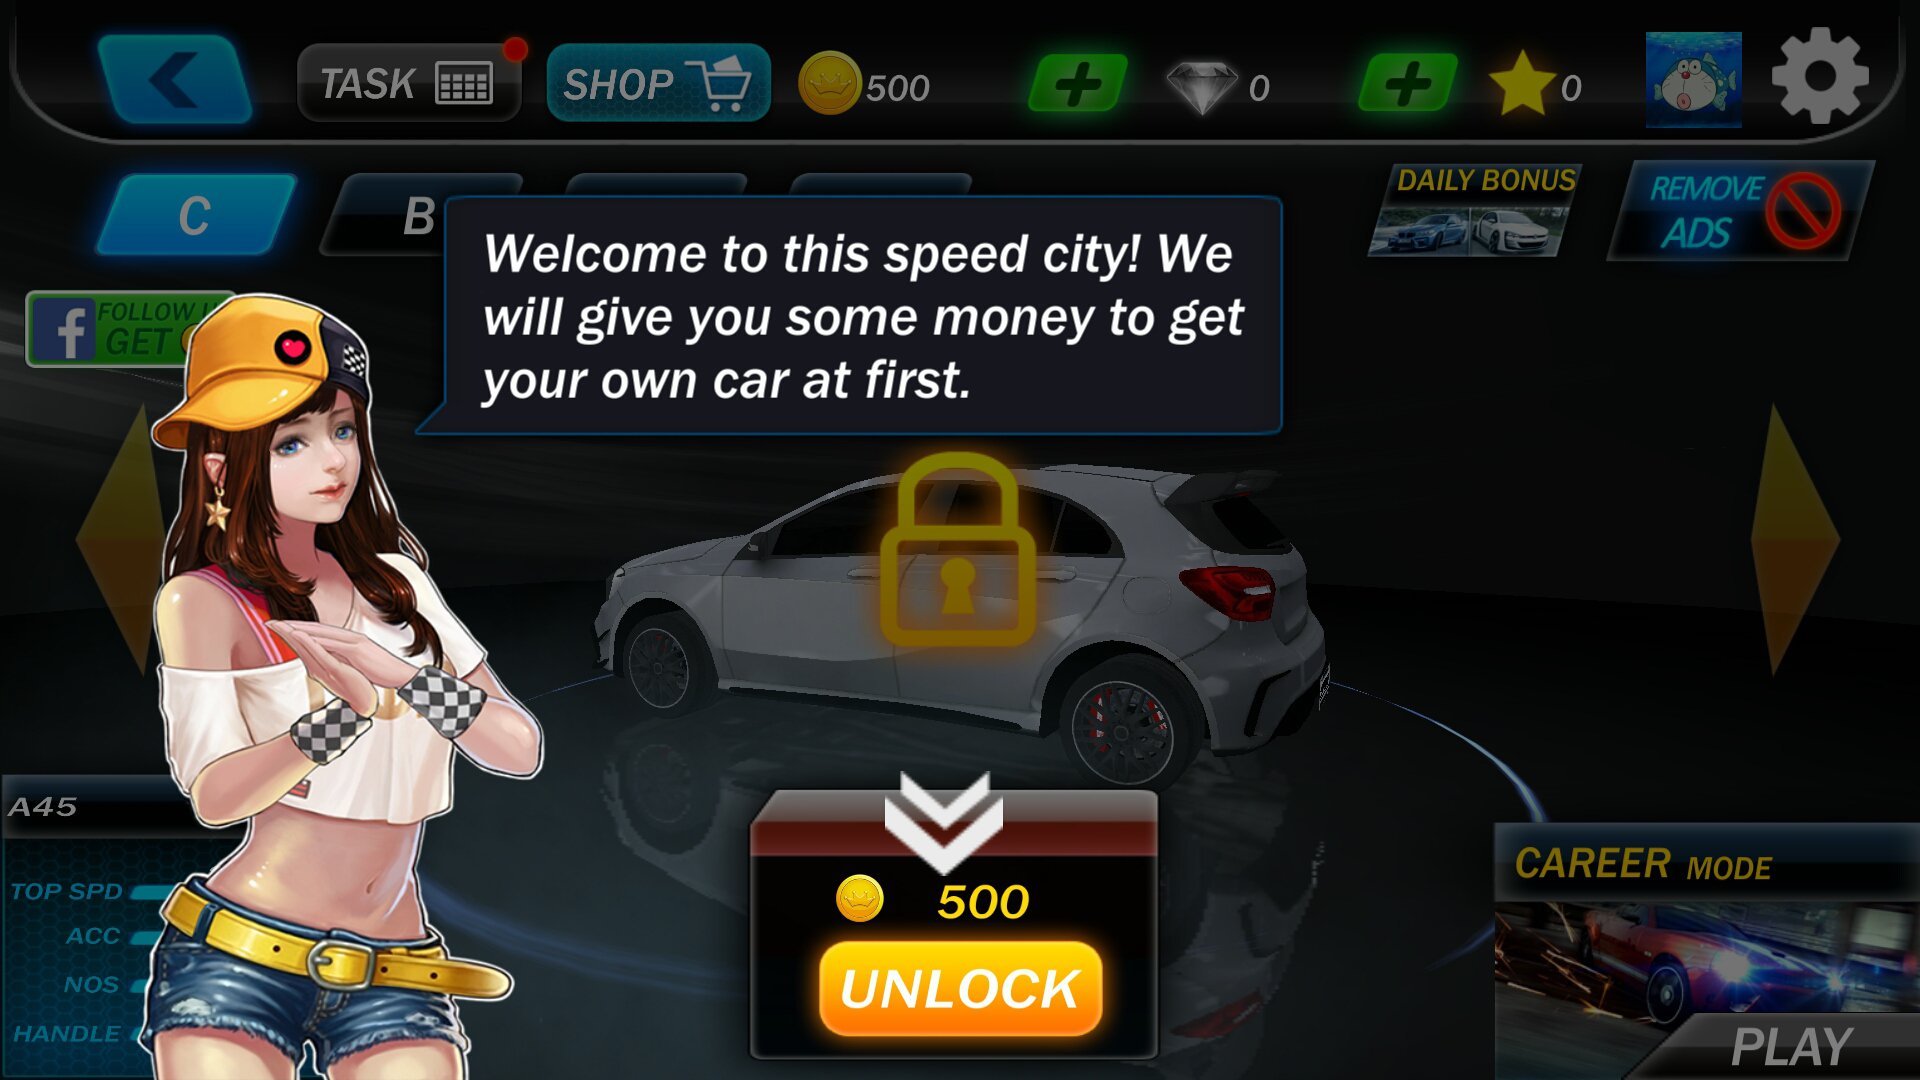 TASK
SHOP
500
0
0
C
B
DAILY BONUS
REMOVE
ADS
FOLLOW
GET
Welcome to this speed city! We
will give you some money to get
your own car at first.
A45
TOP SPD
ACC
NOS
HANDLE
500
UNLOCK
CAREER MODE
PLAY